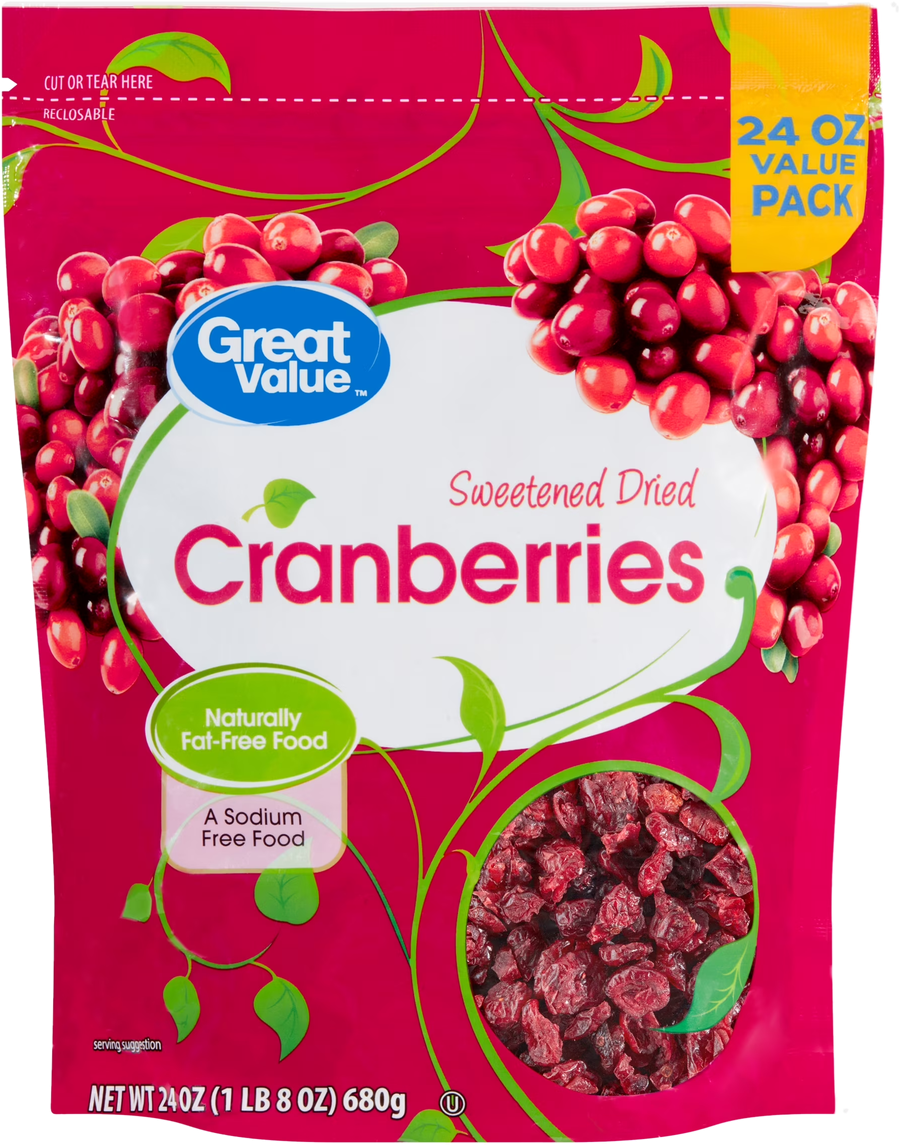 CUT OR TEAR HERE
RECLOSABLE
24 OZ
VALUE
PACK
Great
Value™
Sweetened Dried
Cranberries
Naturally
Fat-Free Food
A Sodium
Free Food
serving suggestion
NET WT 24 OZ (1 LB 8 OZ) 680g
U